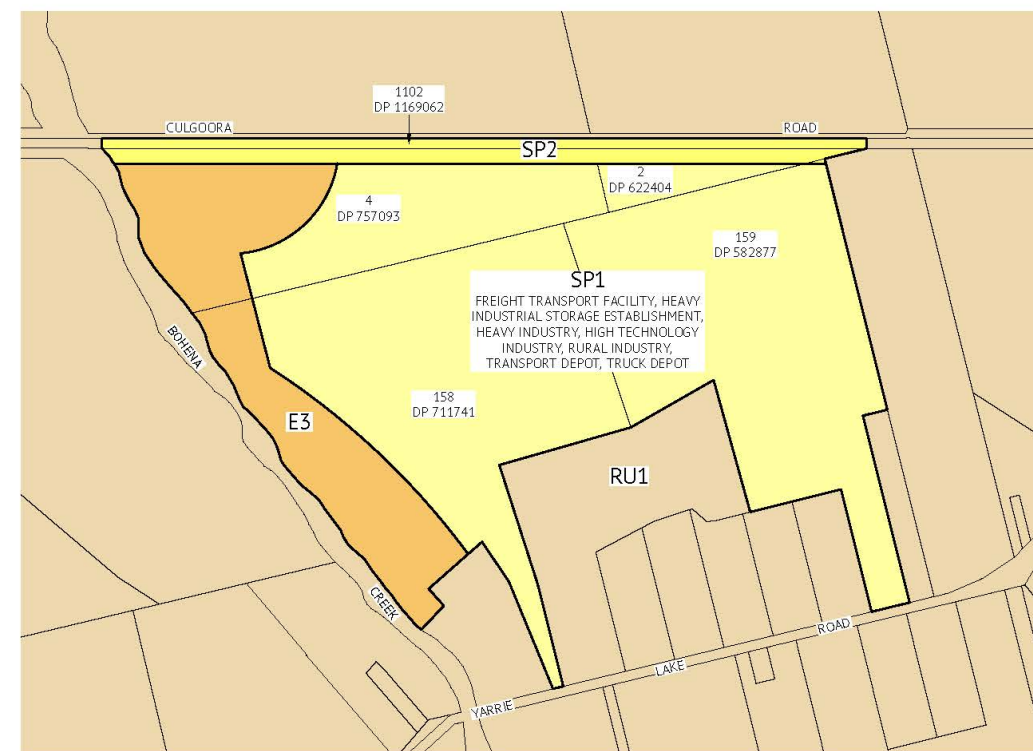 1102
DP 1169062
CULGOORA
ROAD
SP2
2
DP 622404
4
DP 757093
159
DP 582877
SP1
FREIGHT TRANSPORT FACILITY, HEAVY
INDUSTRIAL STORAGE ESTABLISHMENT,
HEAVY INDUSTRY, HIGH TECHNOLOGY
INDUSTRY, RURAL INDUSTRY,
TRANSPORT DEPOT, TRUCK DEPOT
BOHENA
158
DP 711741
E3
RU1
CREEK
ROAD
LAKE
YARRIE